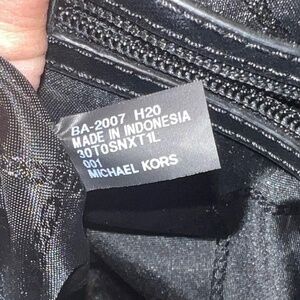 BA-2007 H20
MADE IN INDONESIA
30T0SNXT1L
001
MICHAEL KORS